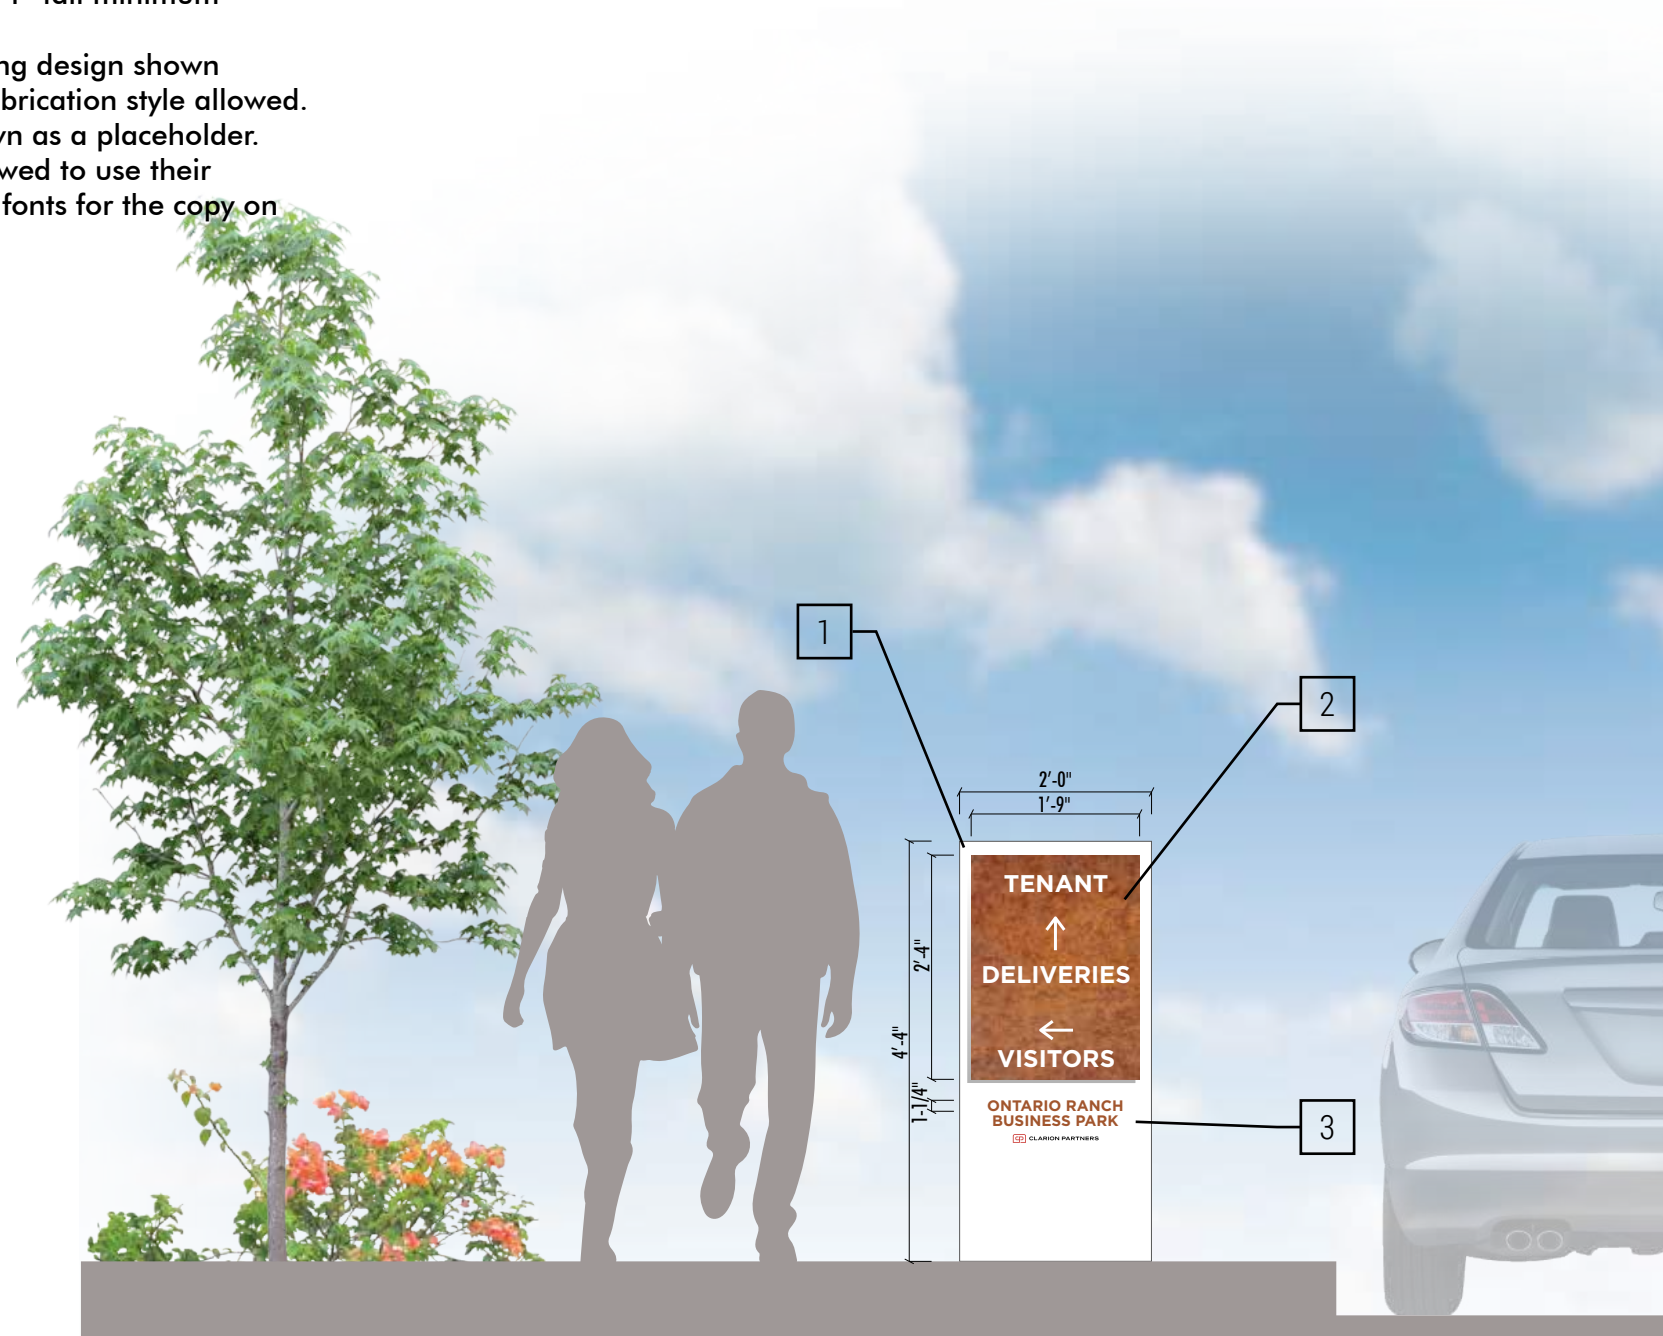 ng design shown
brication style allowed.
vn as a placeholder.
wed to use their
fonts for the copy on
1
2
2'-0"
1'-9"
TENANT
↑
DELIVERIES
←
VISITORS
2'-4"
4'-4"
1-1/4"
ONTARIO RANCH
BUSINESS PARK
CLARION PARTNERS
3